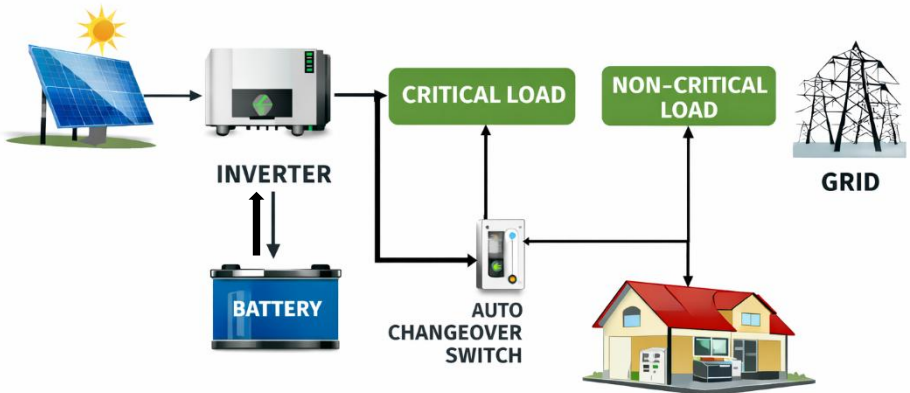 CRITICAL LOAD
NON-CRITICAL
LOAD
INVERTER
GRID
BATTERY
AUTO
CHANGEOVER
SWITCH